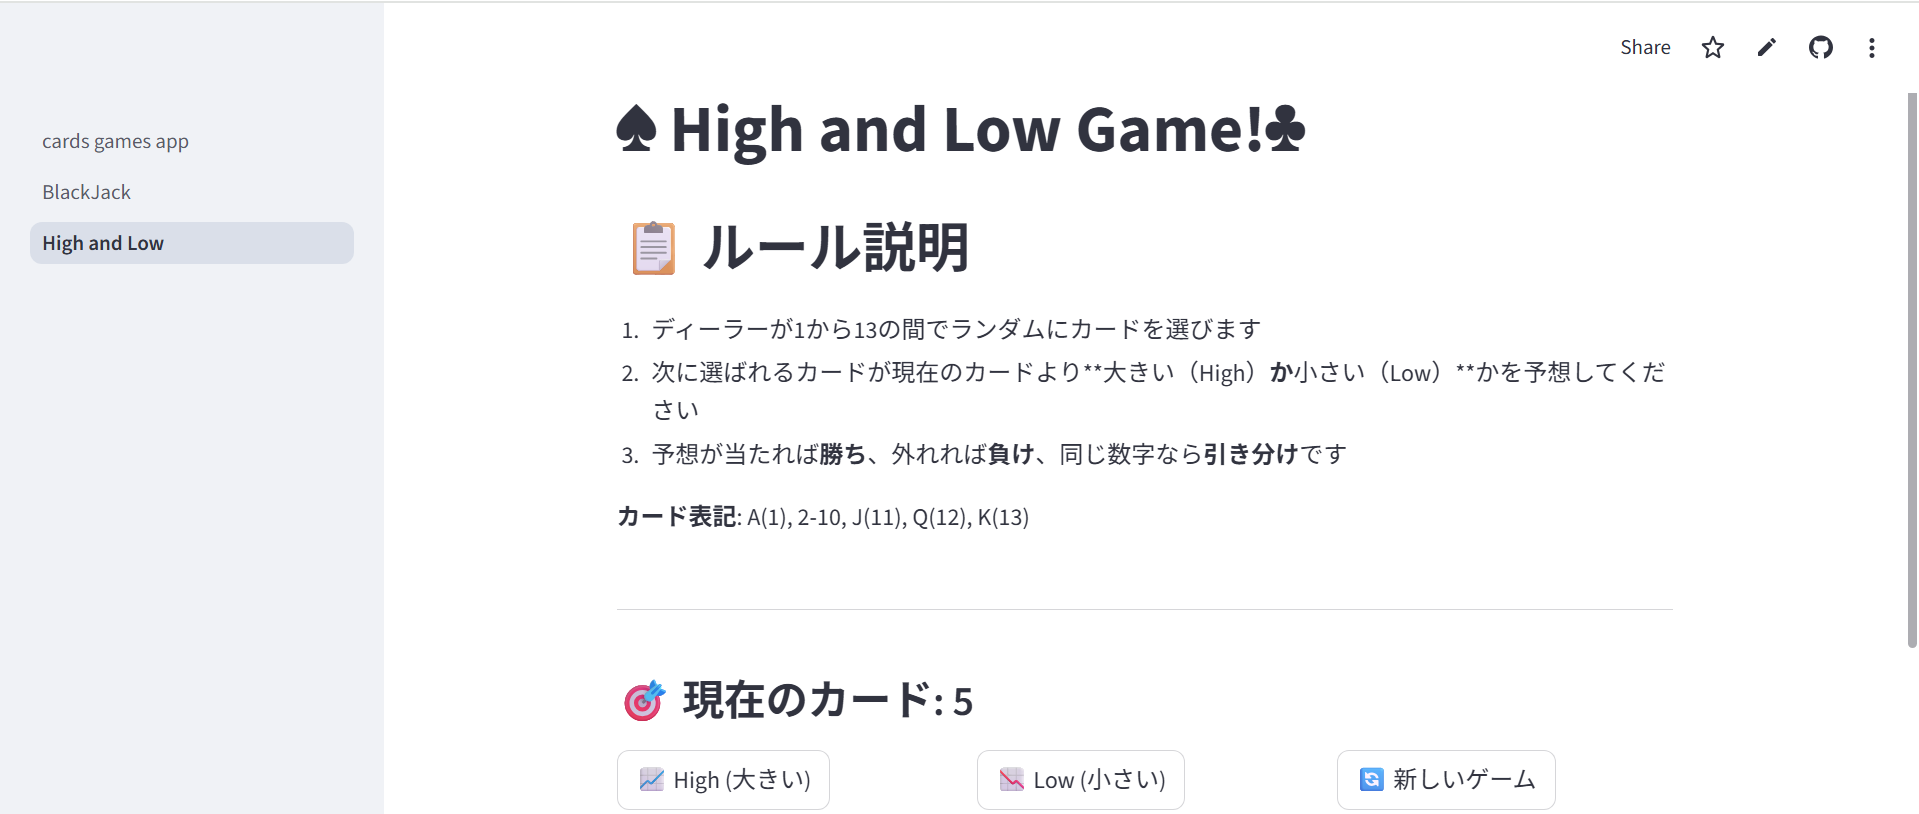 Share
cards games app
BlackJack
High and Low
♠ High and Low Game!♣
📋 ルール説明
1. ディーラーが1から13の間でランダムにカードを選びます
2. 次に選ばれるカードが現在のカードより**大きい（High）か小さい（Low）**かを予想してくだ
さい
3. 予想が当たれば勝ち、外れれば負け、同じ数字なら引き分けです
カード表記: A(1), 2-10, J(11), Q(12), K(13)
🎯 現在のカード: 5
📈 High (大きい)
📉 Low (小さい)
🔄 新しいゲーム